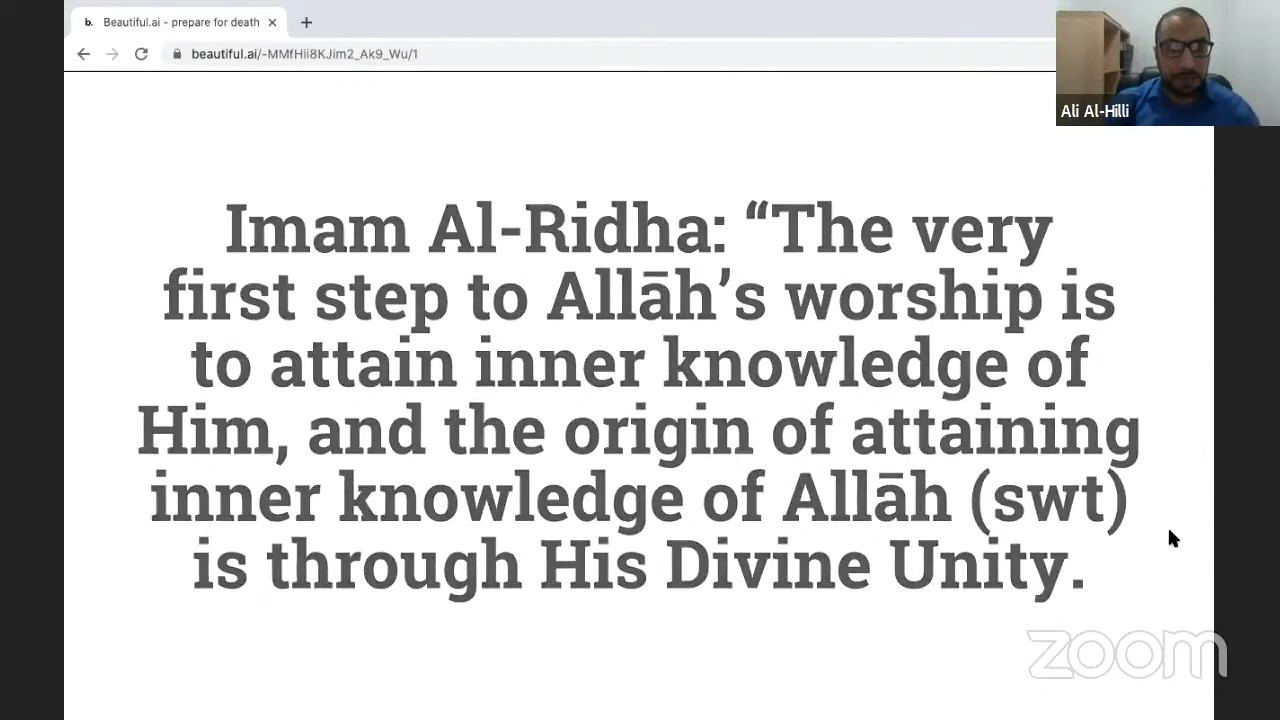 b. Beautiful.ai - prepare for death
beautiful.ai/-MMfHii8KJim2_Ak9_Wu/1
Ali Al-Hilli
Imam Al-Ridha: “The very
first step to Allāh’s worship is
to attain inner knowledge of
Him, and the origin of attaining
inner knowledge of Allāh (swt)
is through His Divine Unity.
zoom